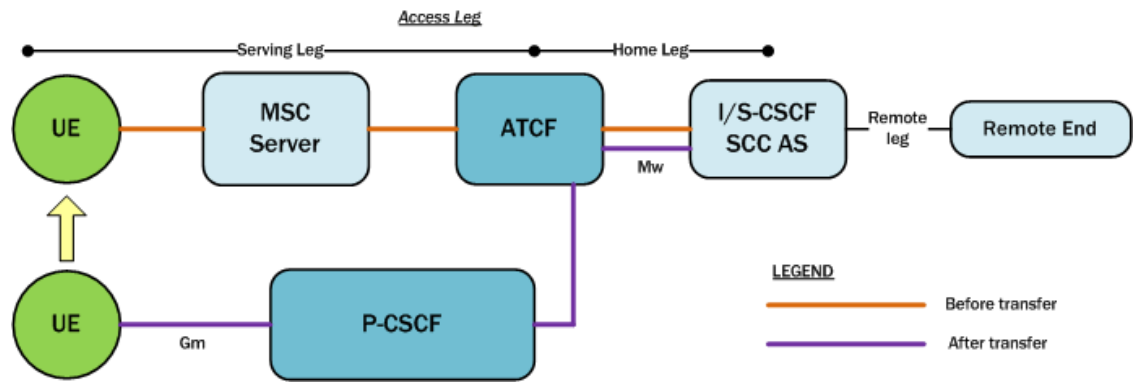 Access Leg
Serving Leg
Home Leg
UE
MSC
Server
ATCF
I/S-CSCF
SCC AS
Remote
leg
Remote End
Mw
UE
Gm
P-CSCF
LEGEND
Before transfer
After transfer